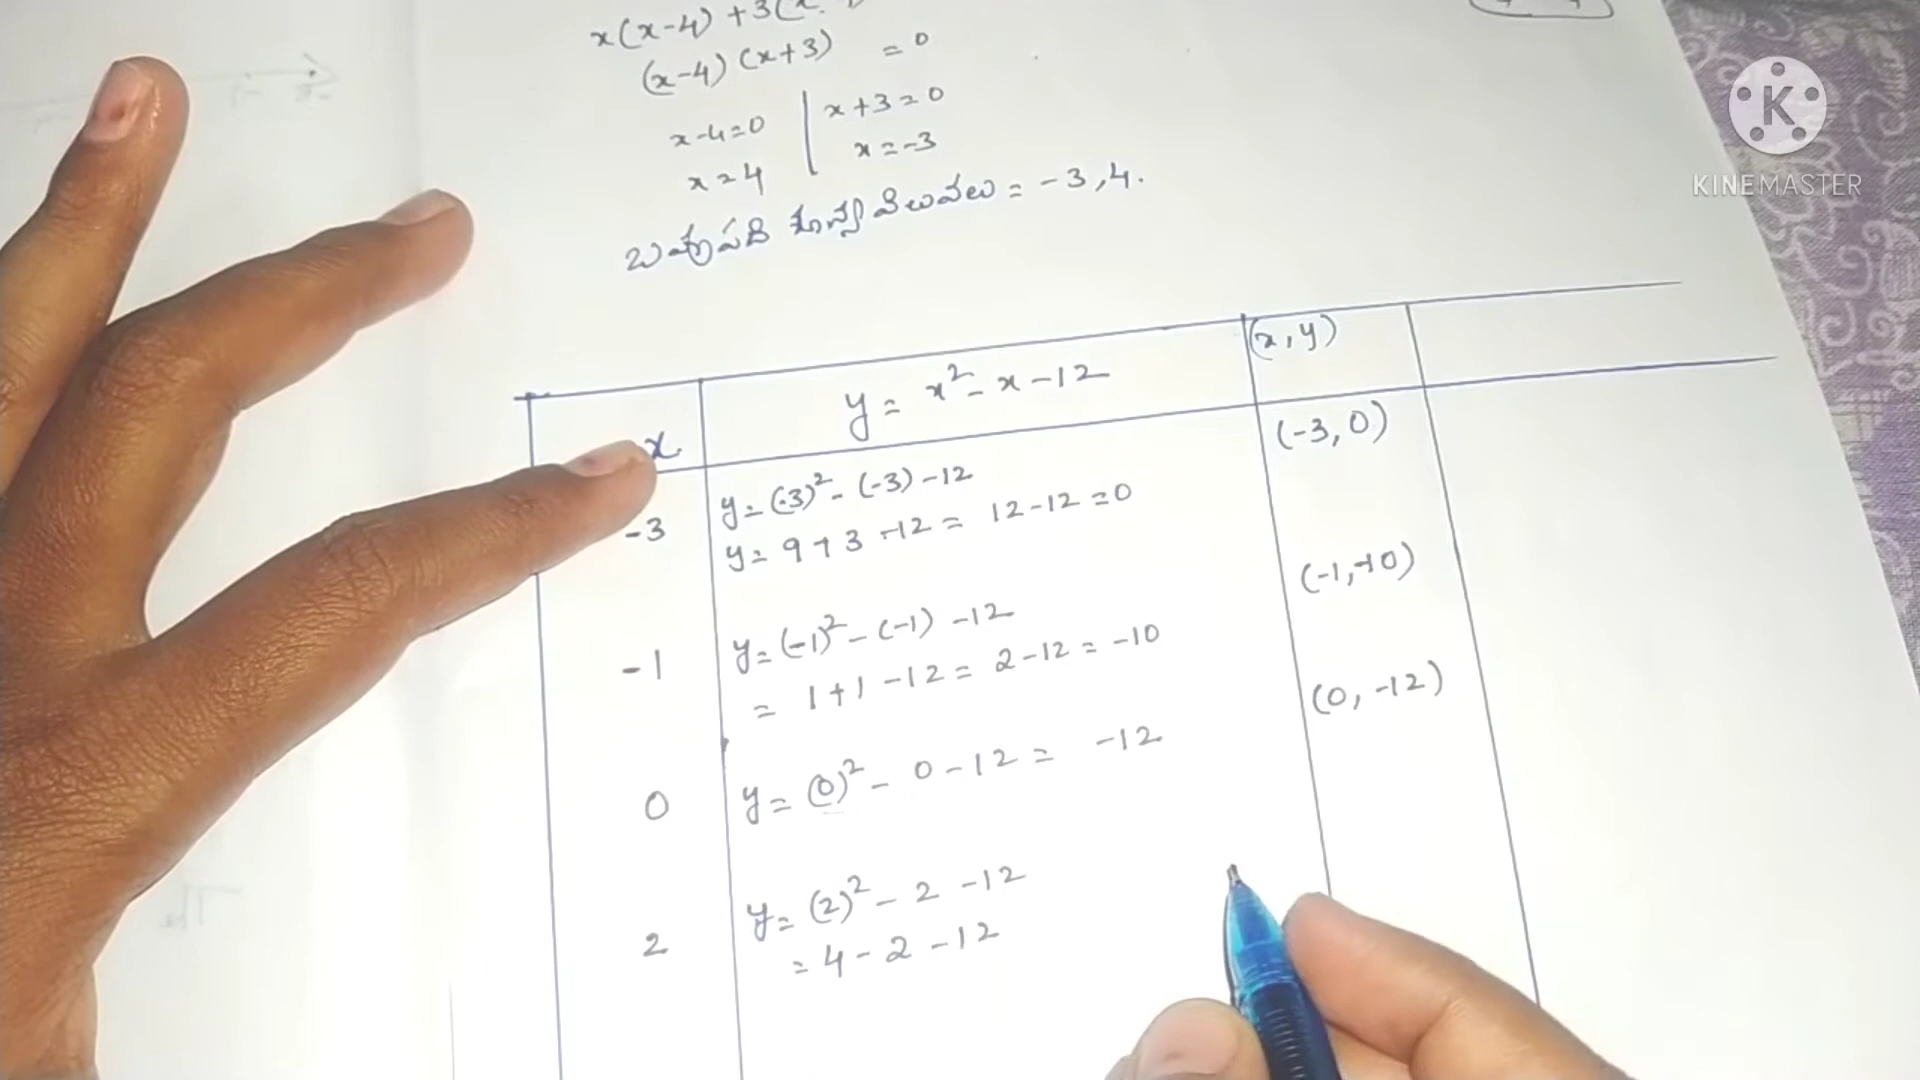 x(x-4)+3(x
(x-4)(x+3) = 0
x-4=0 | x+3=0
x=4 | x=-3
బహుపది శూన్య విలువలు = -3,4.
K
KINEMASTER
x
y = x²-x-12
(x,y)
-3
y=(-3)²-(-3)-12
y= 9+3-12 = 12-12=0
(-3,0)
-1
y=(-1)²-(-1)-12
= 1+1-12= 2-12=-10
(-1,-10)
0
y=(0)²-0-12= -12
(0,-12)
2
y=(2)²-2-12
=4-2-12